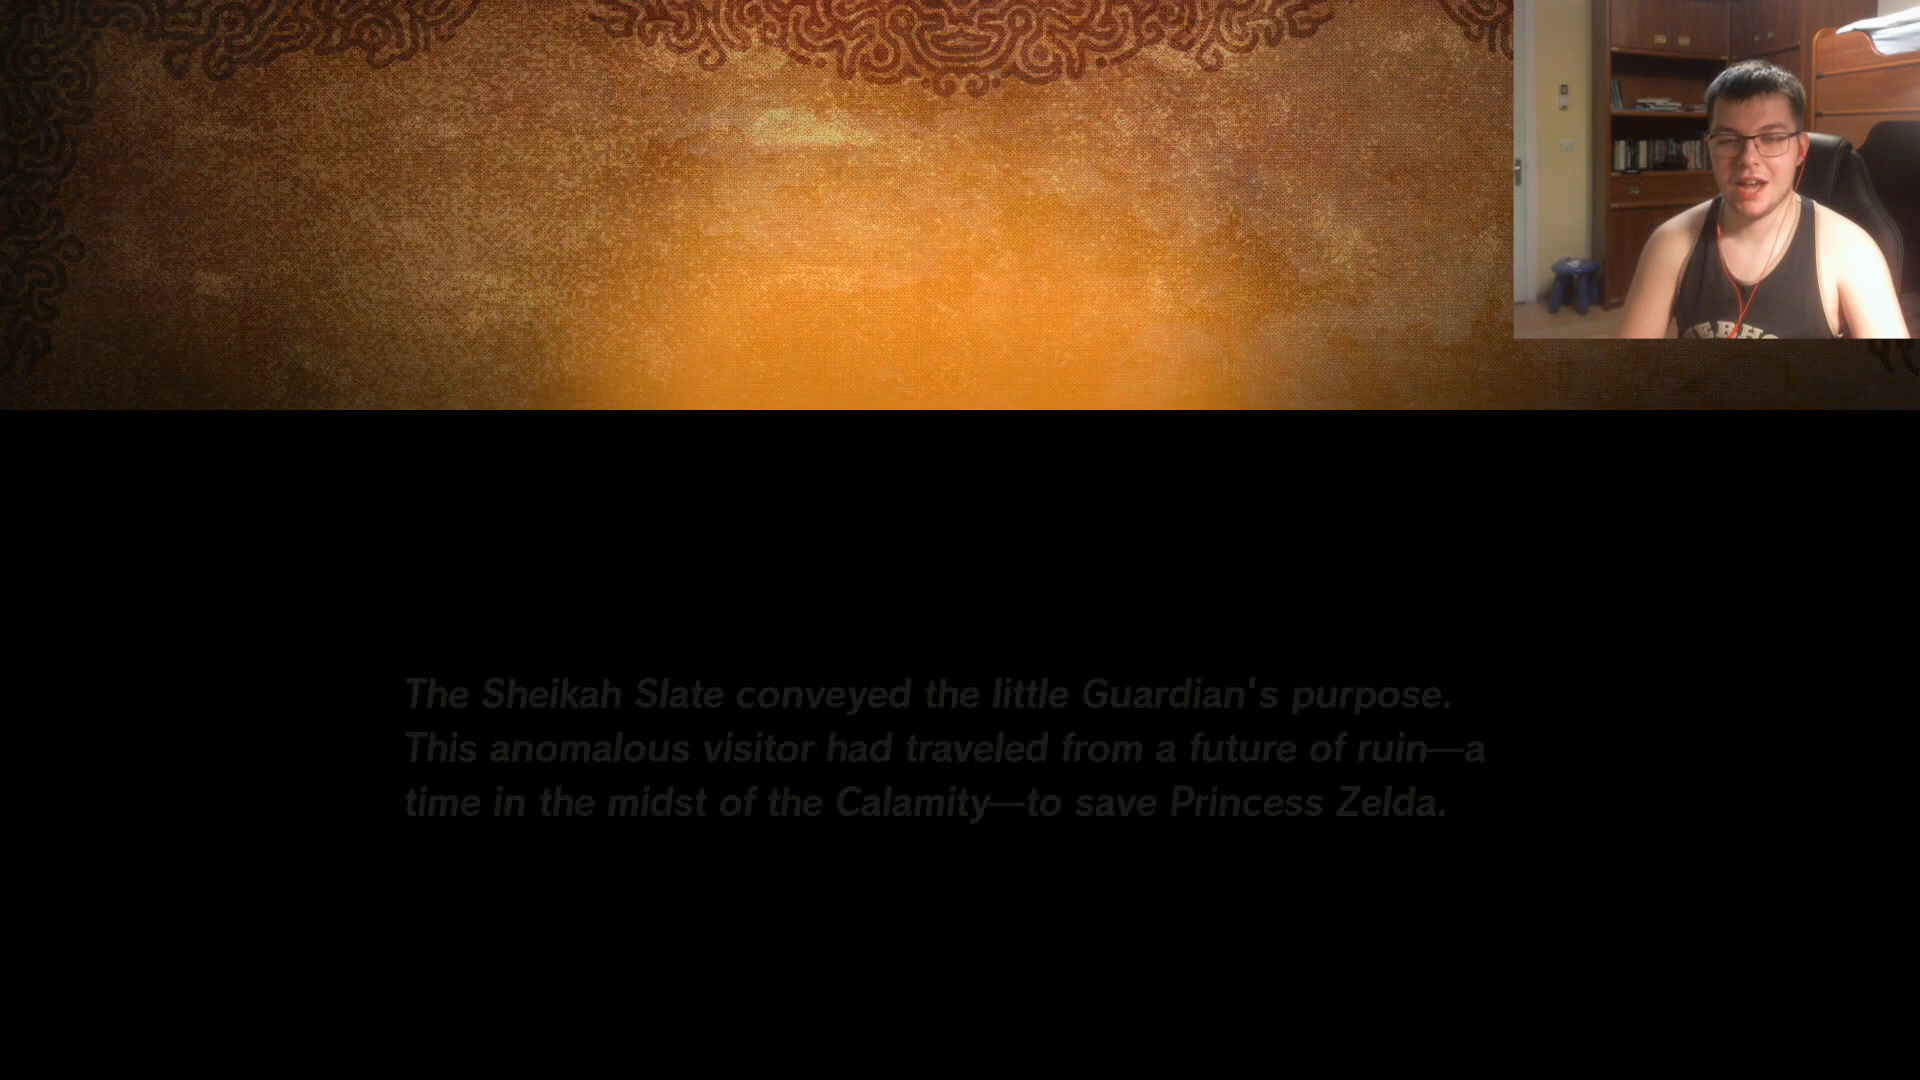 The Sheikah Slate conveyed the little Guardian's purpose.
This anomalous visitor had traveled from a future of ruin—a
time in the midst of the Calamity—to save Princess Zelda.